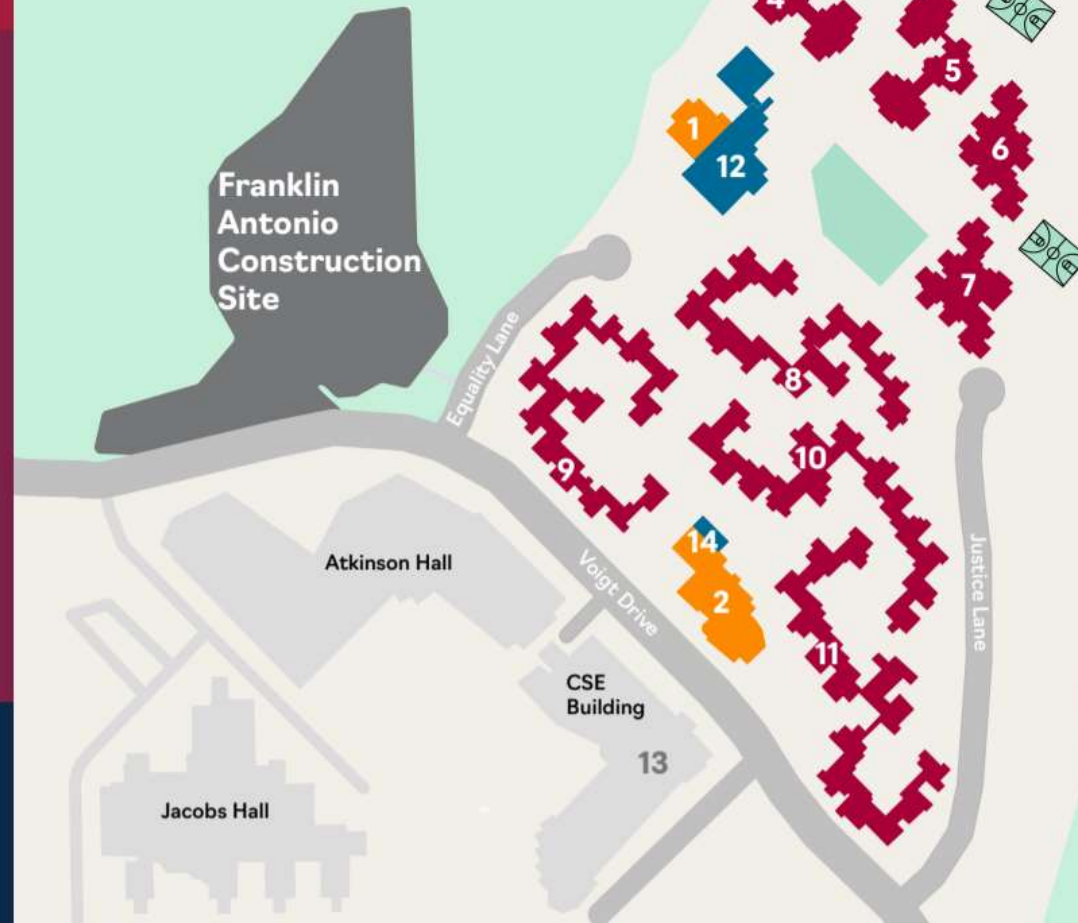 4
5
1
6
12
Franklin
Antonio
Construction
Site
7
Equality Lane
8
10
9
14
Justice Lane
Atkinson Hall
Voigt Drive
2
11
CSE
Building
13
Jacobs Hall